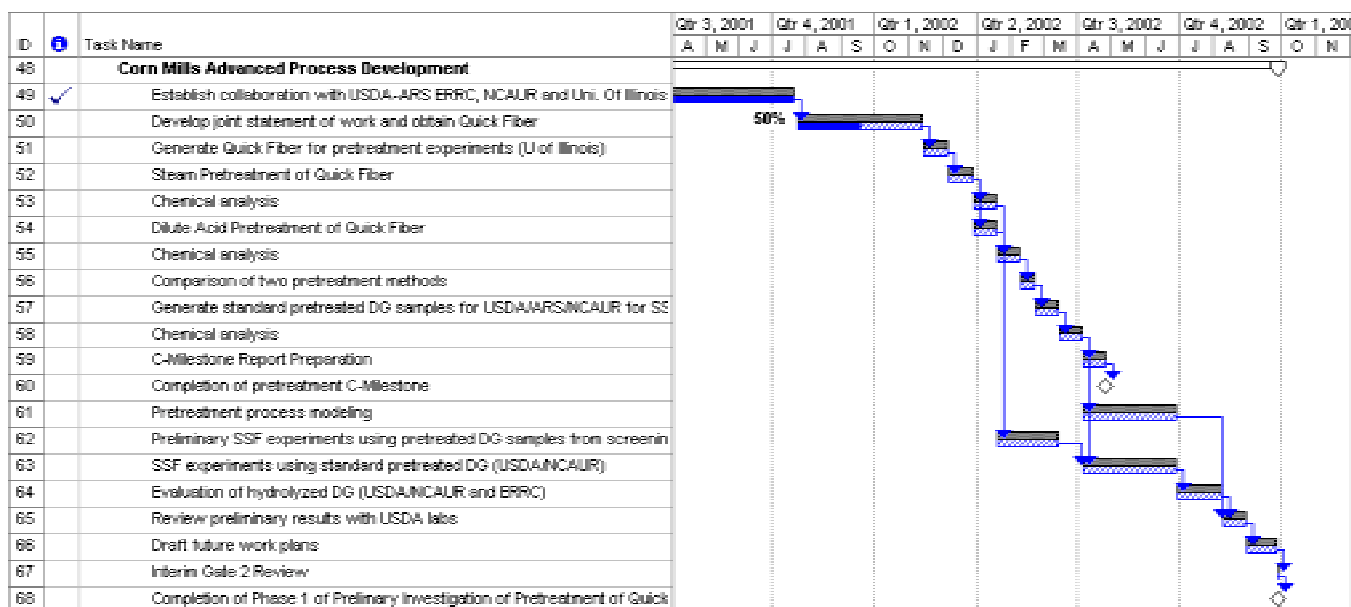 Qtr 3, 2001 Qtr 4, 2001 Qtr 1, 2002 Qtr 2, 2002 Qtr 3, 2002 Qtr 4, 2002 Qtr 1, 200
ID Task Name A M J J A S O N D J F M A M J J A S O N
48 Corn Mills Advanced Process Development
49 Establish collaboration with USDA-ARS ERRC, NCAUR and Uni. Of Illinois
50 Develop joint statement of work and obtain Quick Fiber 50%
51 Generate Quick Fiber for pretreatment experiments (U of Illinois)
52 Steam Pretreatment of Quick Fiber
53 Chemical analysis
54 Dilute Acid Pretreatment of Quick Fiber
55 Chemical analysis
56 Comparison of two pretreatment methods
57 Generate standard pretreated DG samples for USDA/ARS/NCAUR for SS
58 Chemical analysis
59 C-Milestone Report Preparation
60 Completion of pretreatment C-Milestone
61 Pretreatment process modeling
62 Preliminary SSF experiments using pretreated DG samples from screenin
63 SSF experiments using standard pretreated DG (USDA/NCAUR)
64 Evaluation of hydrolyzed DG (USDA/NCAUR and ERRC)
65 Review preliminary results with USDA labs
66 Draft future work plans
67 Interim Gate 2 Review
68 Completion of Phase 1 of Prelimary Investigation of Pretreatment of Quick